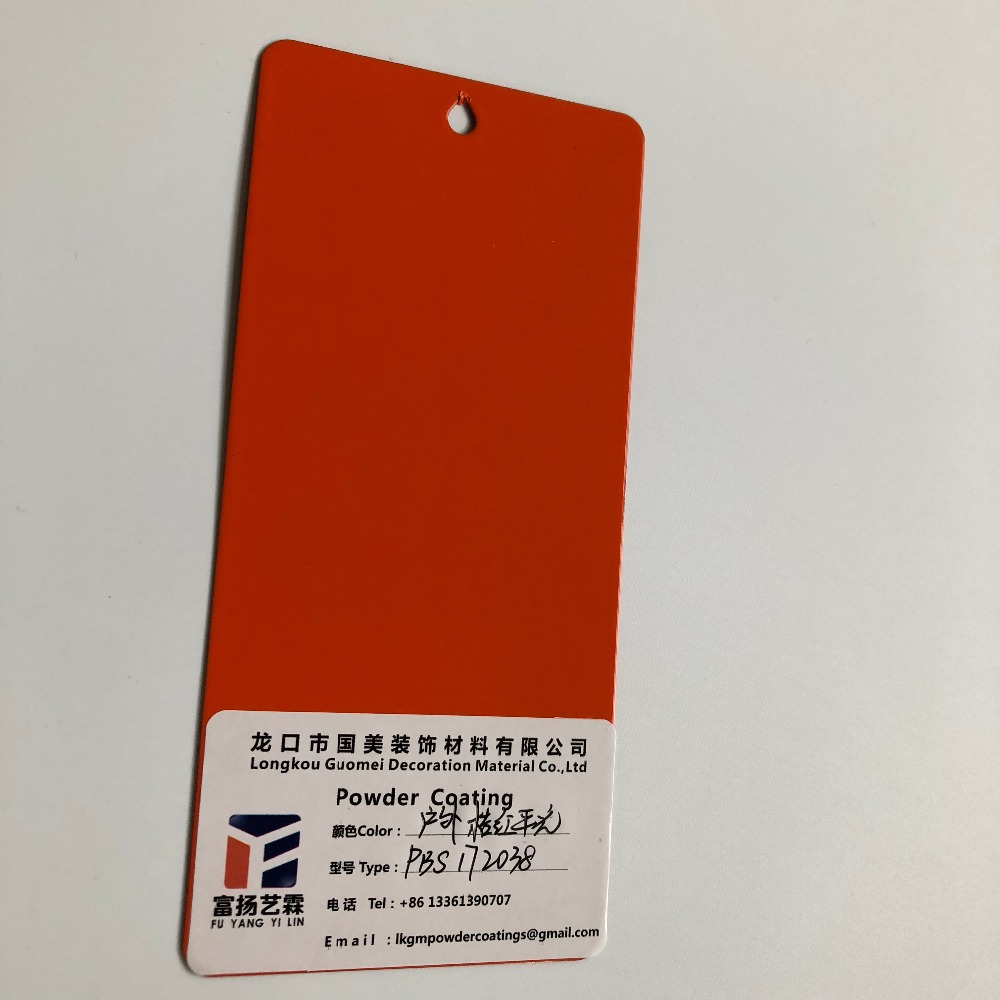 龙口市国美装饰材料有限公司
Longkou Guomei Decoration Material Co.,Ltd
Powder Coating
颜色Color： 户外 桔红平光
型号 Type： PBS 172038
富扬艺霖
FU YANG YI LIN
电话 Tel：+86 13361390707
Email ：lkgmpowdercoatings@gmail.com